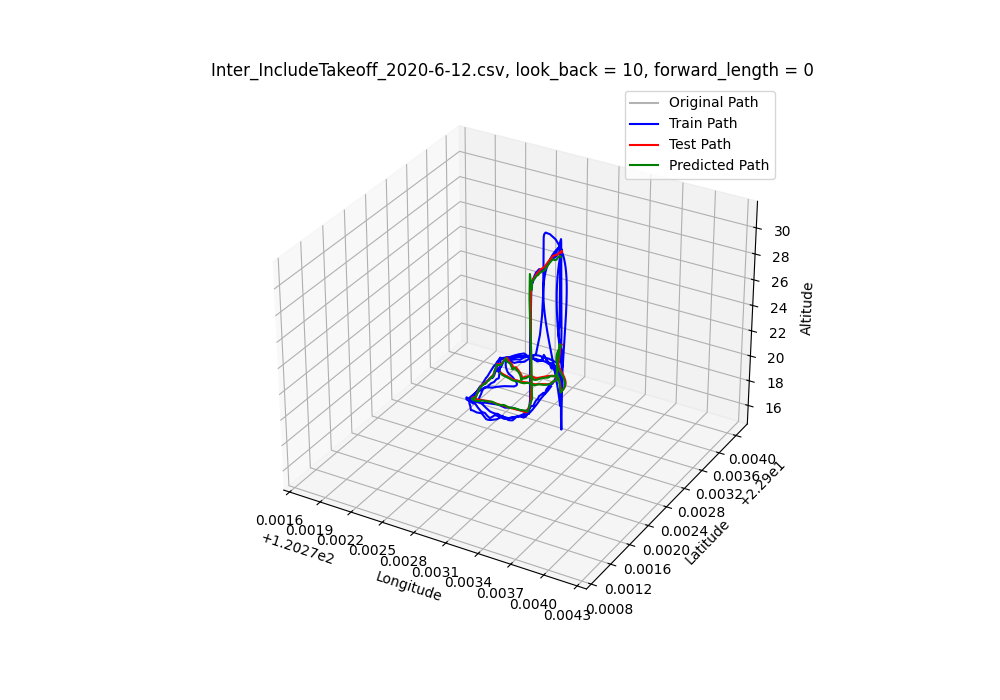 Inter_IncludeTakeoff_2020-6-12.csv, look_back = 10, forward_length = 0
Original Path
Train Path
Test Path
Predicted Path
30
28
26
24
22
20
18
16
Altitude
0.0016
0.0019
0.0022
0.0025
0.0028
0.0031
0.0034
0.0037
0.0040
0.0043
+1.2027e2
Longitude
0.0008
0.0012
0.0016
0.0020
0.0024
0.0028
0.0032
0.0036
0.0040
+2.29e1
Latitude